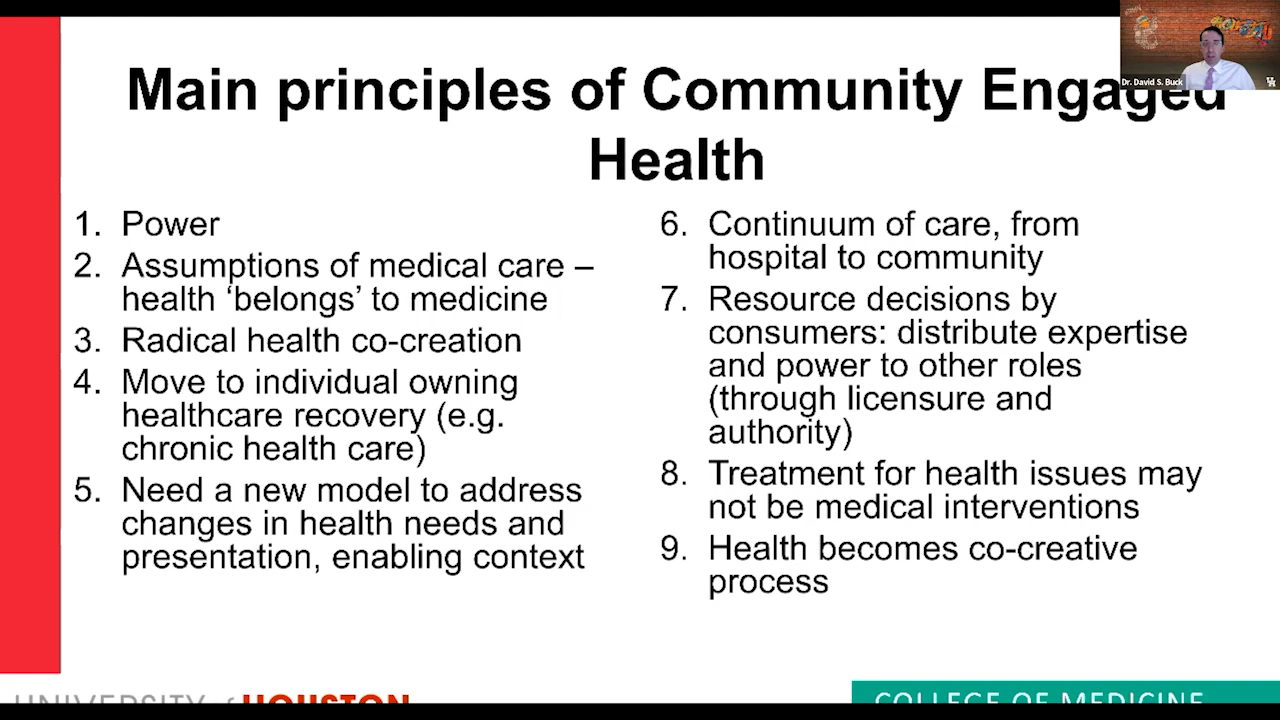 Main principles of Community Engaged
Health
Dr. David S. Buck
1. Power
2. Assumptions of medical care –
health ‘belongs’ to medicine
3. Radical health co-creation
4. Move to individual owning
healthcare recovery (e.g.
chronic health care)
5. Need a new model to address
changes in health needs and
presentation, enabling context
6. Continuum of care, from
hospital to community
7. Resource decisions by
consumers: distribute expertise
and power to other roles
(through licensure and
authority)
8. Treatment for health issues may
not be medical interventions
9. Health becomes co-creative
process
UNIVERSITY of HOUSTON
COLLEGE OF MEDICINE